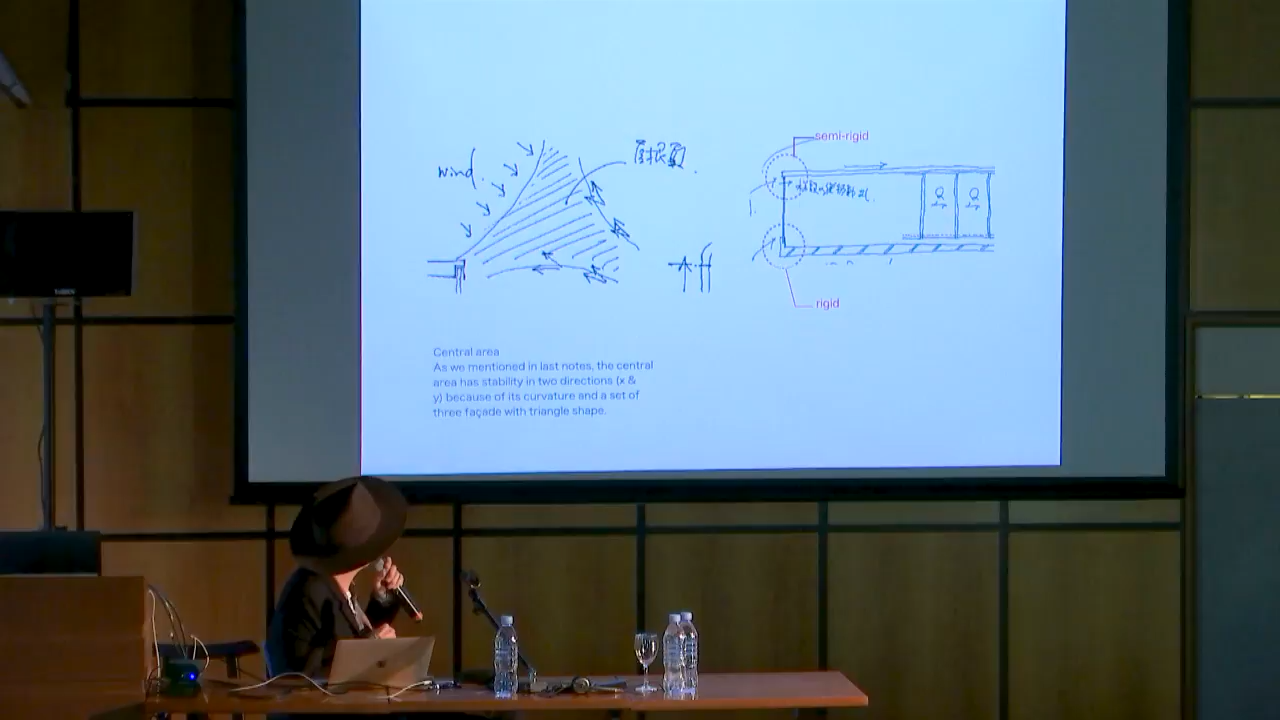 wind
semi-rigid
rigid
Central area
As we mentioned in last notes, the central
area has stability in two directions (x &
y) because of its curvature and a set of
three façade with triangle shape.